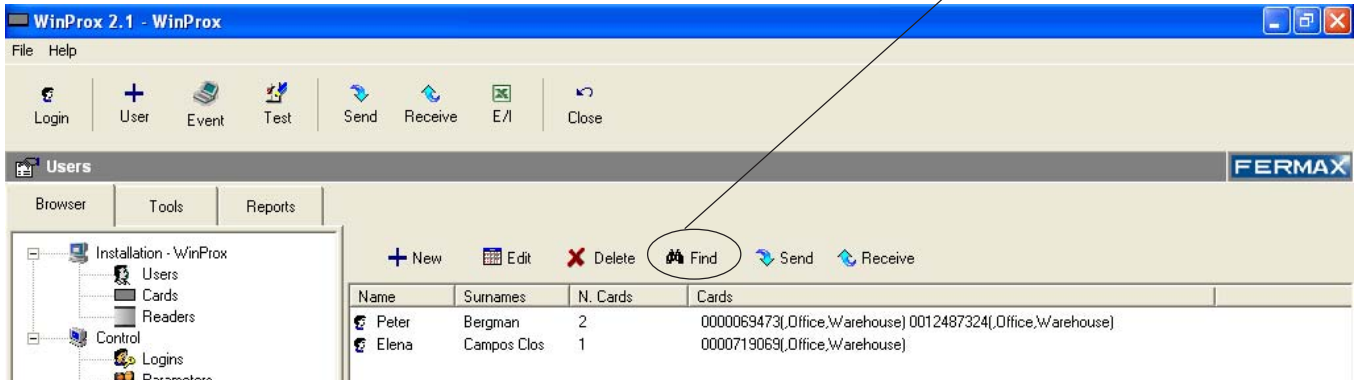 WinProx 2.1 - WinProx
File Help
Login User Event Test Send Receive E/I Close
Users FERMAX
Browser Tools Reports
Installation - WinProx
New Edit Delete Find Send Receive
Users
Cards
Name Surnames N. Cards Cards
Readers
Peter Bergman 2 0000069473(,Office,Warehouse) 0012487324(,Office,Warehouse)
Control
Elena Campos Clos 1 0000719069(,Office,Warehouse)
Logins
Parameters